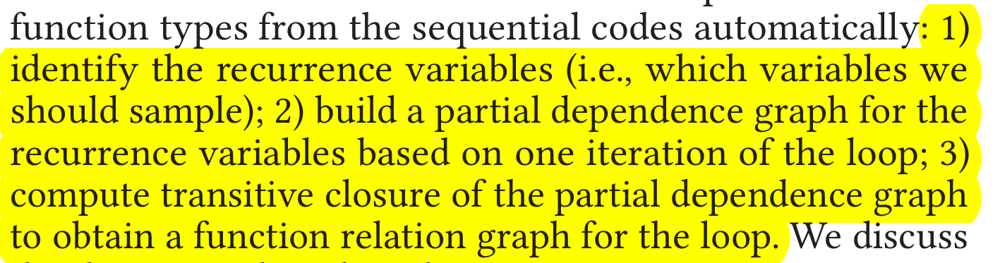 function types from the sequential codes automatically: 1)
identify the recurrence variables (i.e., which variables we
should sample); 2) build a partial dependence graph for the
recurrence variables based on one iteration of the loop; 3)
compute transitive closure of the partial dependence graph
to obtain a function relation graph for the loop. We discuss